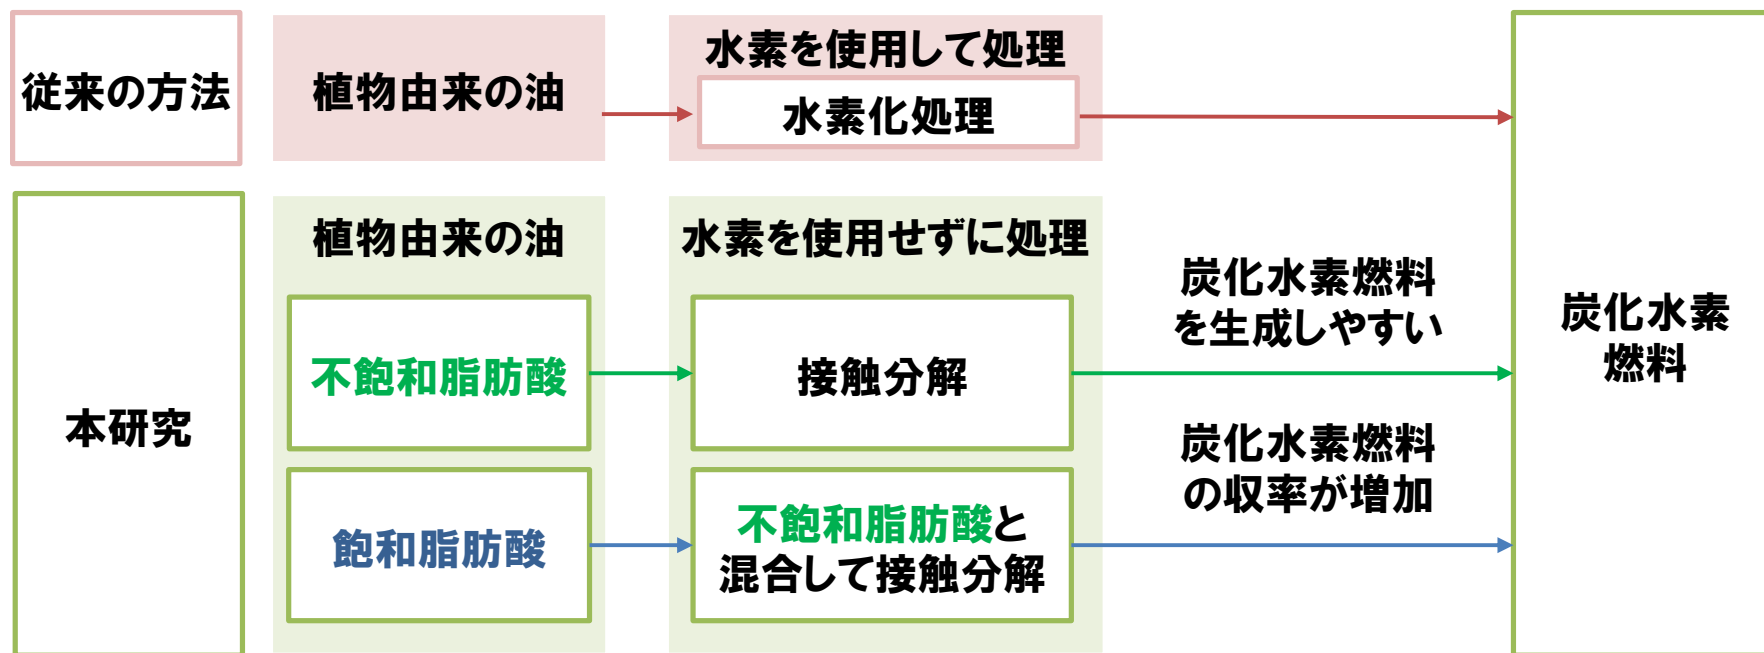 従来の方法
植物由来の油
水素を使用して処理
水素化処理
本研究
植物由来の油
水素を使用せずに処理
不飽和脂肪酸
接触分解
炭化水素燃料
を生成しやすい
飽和脂肪酸
不飽和脂肪酸と
混合して接触分解
炭化水素燃料
の収率が増加
炭化水素
燃料